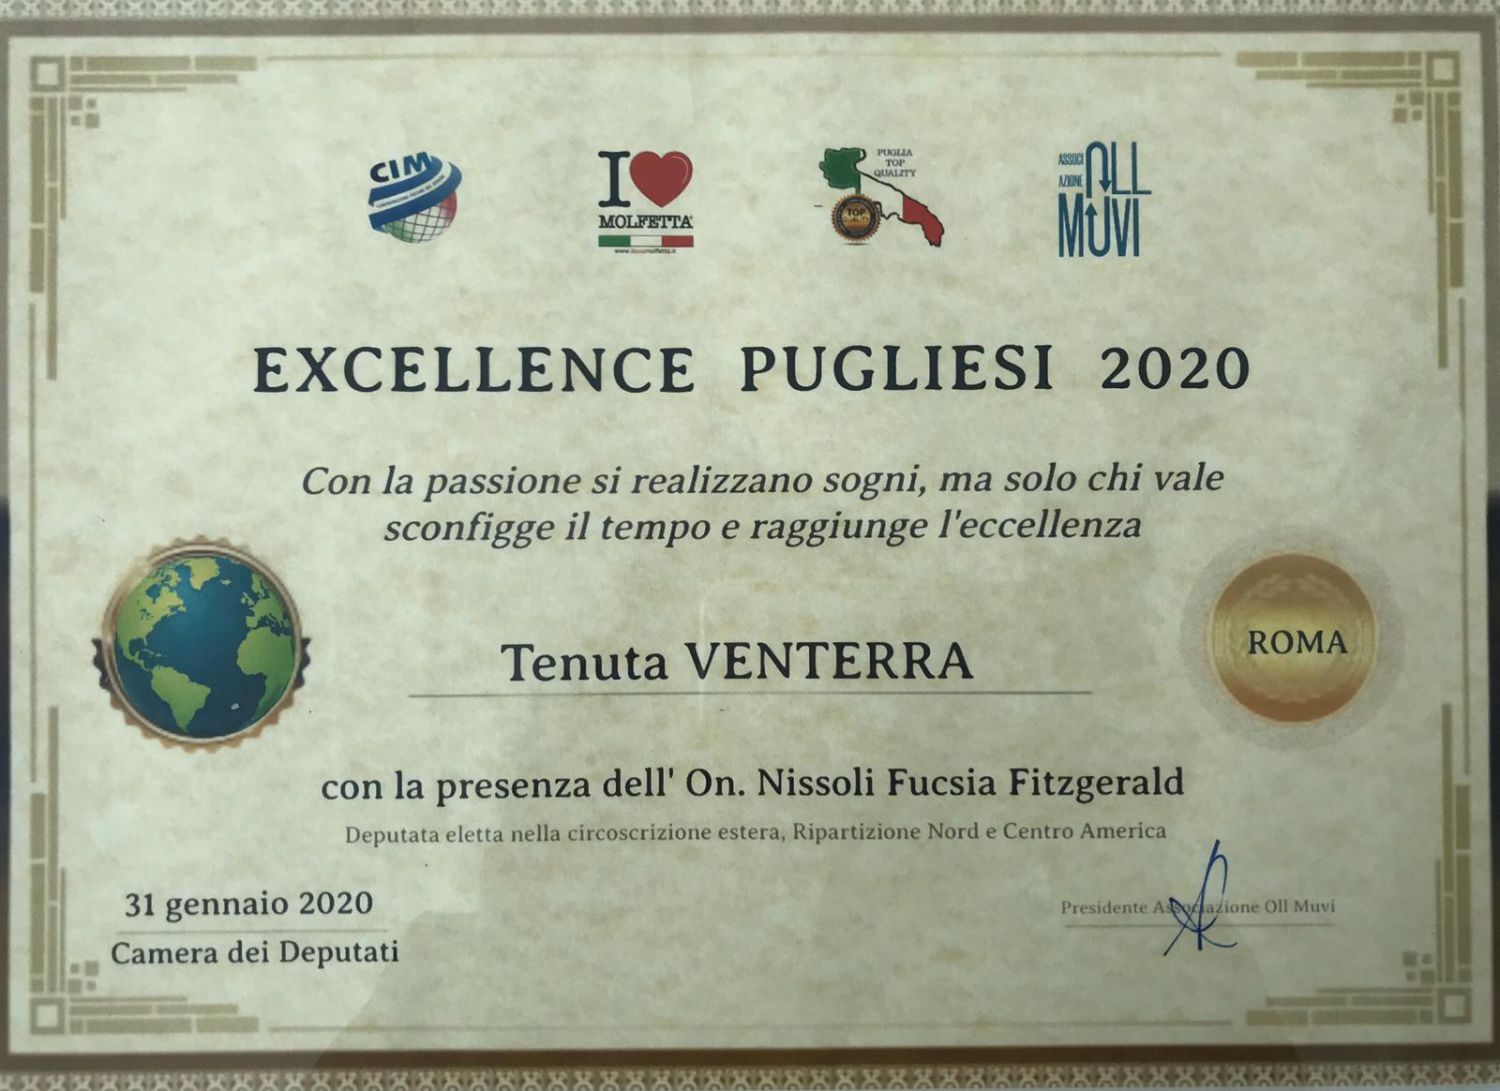 CIM
I
MOLFETTA
PUGLIA
TOP
QUALITY
TOP
QUALITY
ASSOCI
AZIONE
OLL
MUVI
EXCELLENCE PUGLIESI 2020
Con la passione si realizzano sogni, ma solo chi vale
sconfigge il tempo e raggiunge l'eccellenza
Tenuta VENTERRA
ROMA
con la presenza dell' On. Nissoli Fucsia Fitzgerald
Deputata eletta nella circoscrizione estera, Ripartizione Nord e Centro America
31 gennaio 2020
Camera dei Deputati
Presidente Associazione Oll Muvi